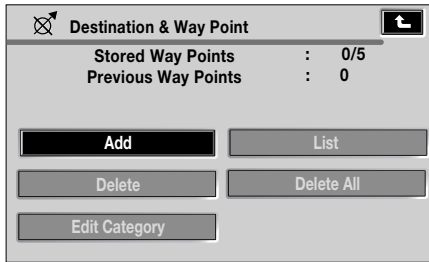 Destination & Way Point
Stored Way Points : 0/5
Previous Way Points : 0
Add
List
Delete
Delete All
Edit Category